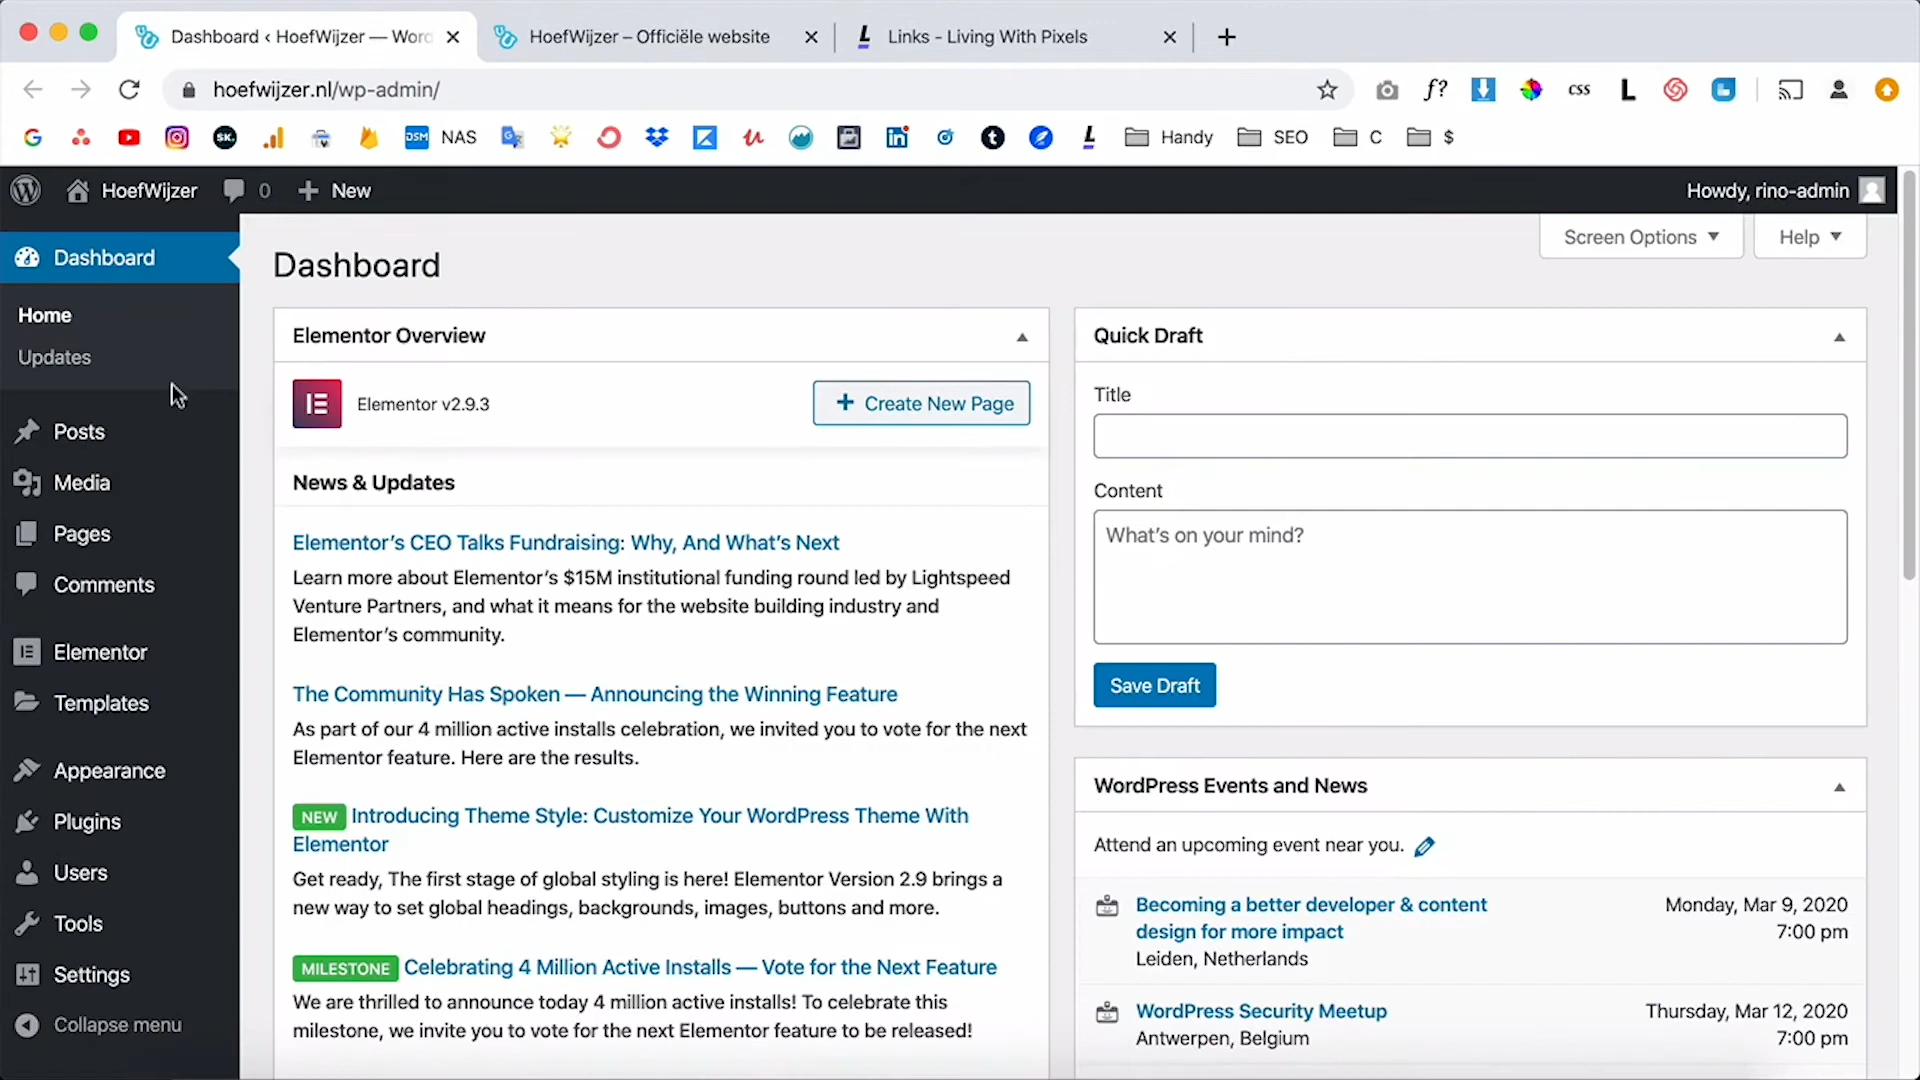 Dashboard ‹ HoefWijzer — Word
HoefWijzer – Officiële website
Links - Living With Pixels
hoefwijzer.nl/wp-admin/
f?
css
L
G
SK.
DSM
NAS
Handy
SEO
C
$
HoefWijzer
0
New
Howdy, rino-admin
Dashboard
Home
Updates
Posts
Media
Pages
Comments
Elementor
Templates
Appearance
Plugins
Users
Tools
Settings
Collapse menu
Screen Options
Help
Dashboard
Elementor Overview
Elementor v2.9.3
Create New Page
News & Updates
Elementor’s CEO Talks Fundraising: Why, And What’s Next
Learn more about Elementor’s $15M institutional funding round led by Lightspeed
Venture Partners, and what it means for the website building industry and
Elementor’s community.
The Community Has Spoken — Announcing the Winning Feature
As part of our 4 million active installs celebration, we invited you to vote for the next
Elementor feature. Here are the results.
NEW Introducing Theme Style: Customize Your WordPress Theme With
Elementor
Get ready, The first stage of global styling is here! Elementor Version 2.9 brings a
new way to set global headings, backgrounds, images, buttons and more.
MILESTONE Celebrating 4 Million Active Installs — Vote for the Next Feature
We are thrilled to announce today 4 million active installs! To celebrate this
milestone, we invite you to vote for the next Elementor feature to be released!
Quick Draft
Title
Content
What’s on your mind?
Save Draft
WordPress Events and News
Attend an upcoming event near you.
Becoming a better developer & content
design for more impact
Leiden, Netherlands
Monday, Mar 9, 2020
7:00 pm
WordPress Security Meetup
Antwerpen, Belgium
Thursday, Mar 12, 2020
7:00 pm